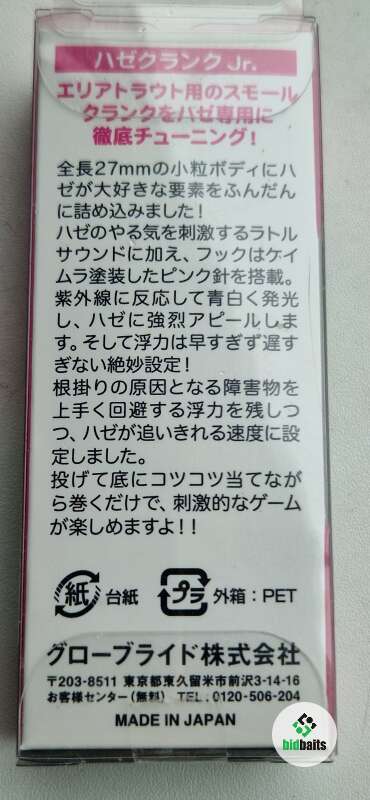 ハゼクランクJr.
エリアトラウト用のスモール
クランクをハゼ専用に
徹底チューニング！
全長27mmの小粒ボディにハ
ゼが大好きな要素をふんだん
に詰め込みました！
ハゼのやる気を刺激するラトル
サウンドに加え、フックはケイ
ムラ塗装したピンク針を搭載。
紫外線に反応して青白く発光
し、ハゼに強烈アピールしま
す。そして浮力は早すぎず遅す
ぎない絶妙設定！
根掛りの原因となる障害物を
上手く回避する浮力を残しつ
つ、ハゼが追いきれる速度に設
定しました。
投げて底にコツコツ当てなが
ら巻くだけで、刺激的なゲーム
が楽しめますよ！！
紙 台紙 プラ 外箱：PET
グローブライド株式会社
〒203-8511 東京都東久留米市前沢3-14-16
お客様センター(無料) TEL.0120-506-204
MADE IN JAPAN
bidbaits